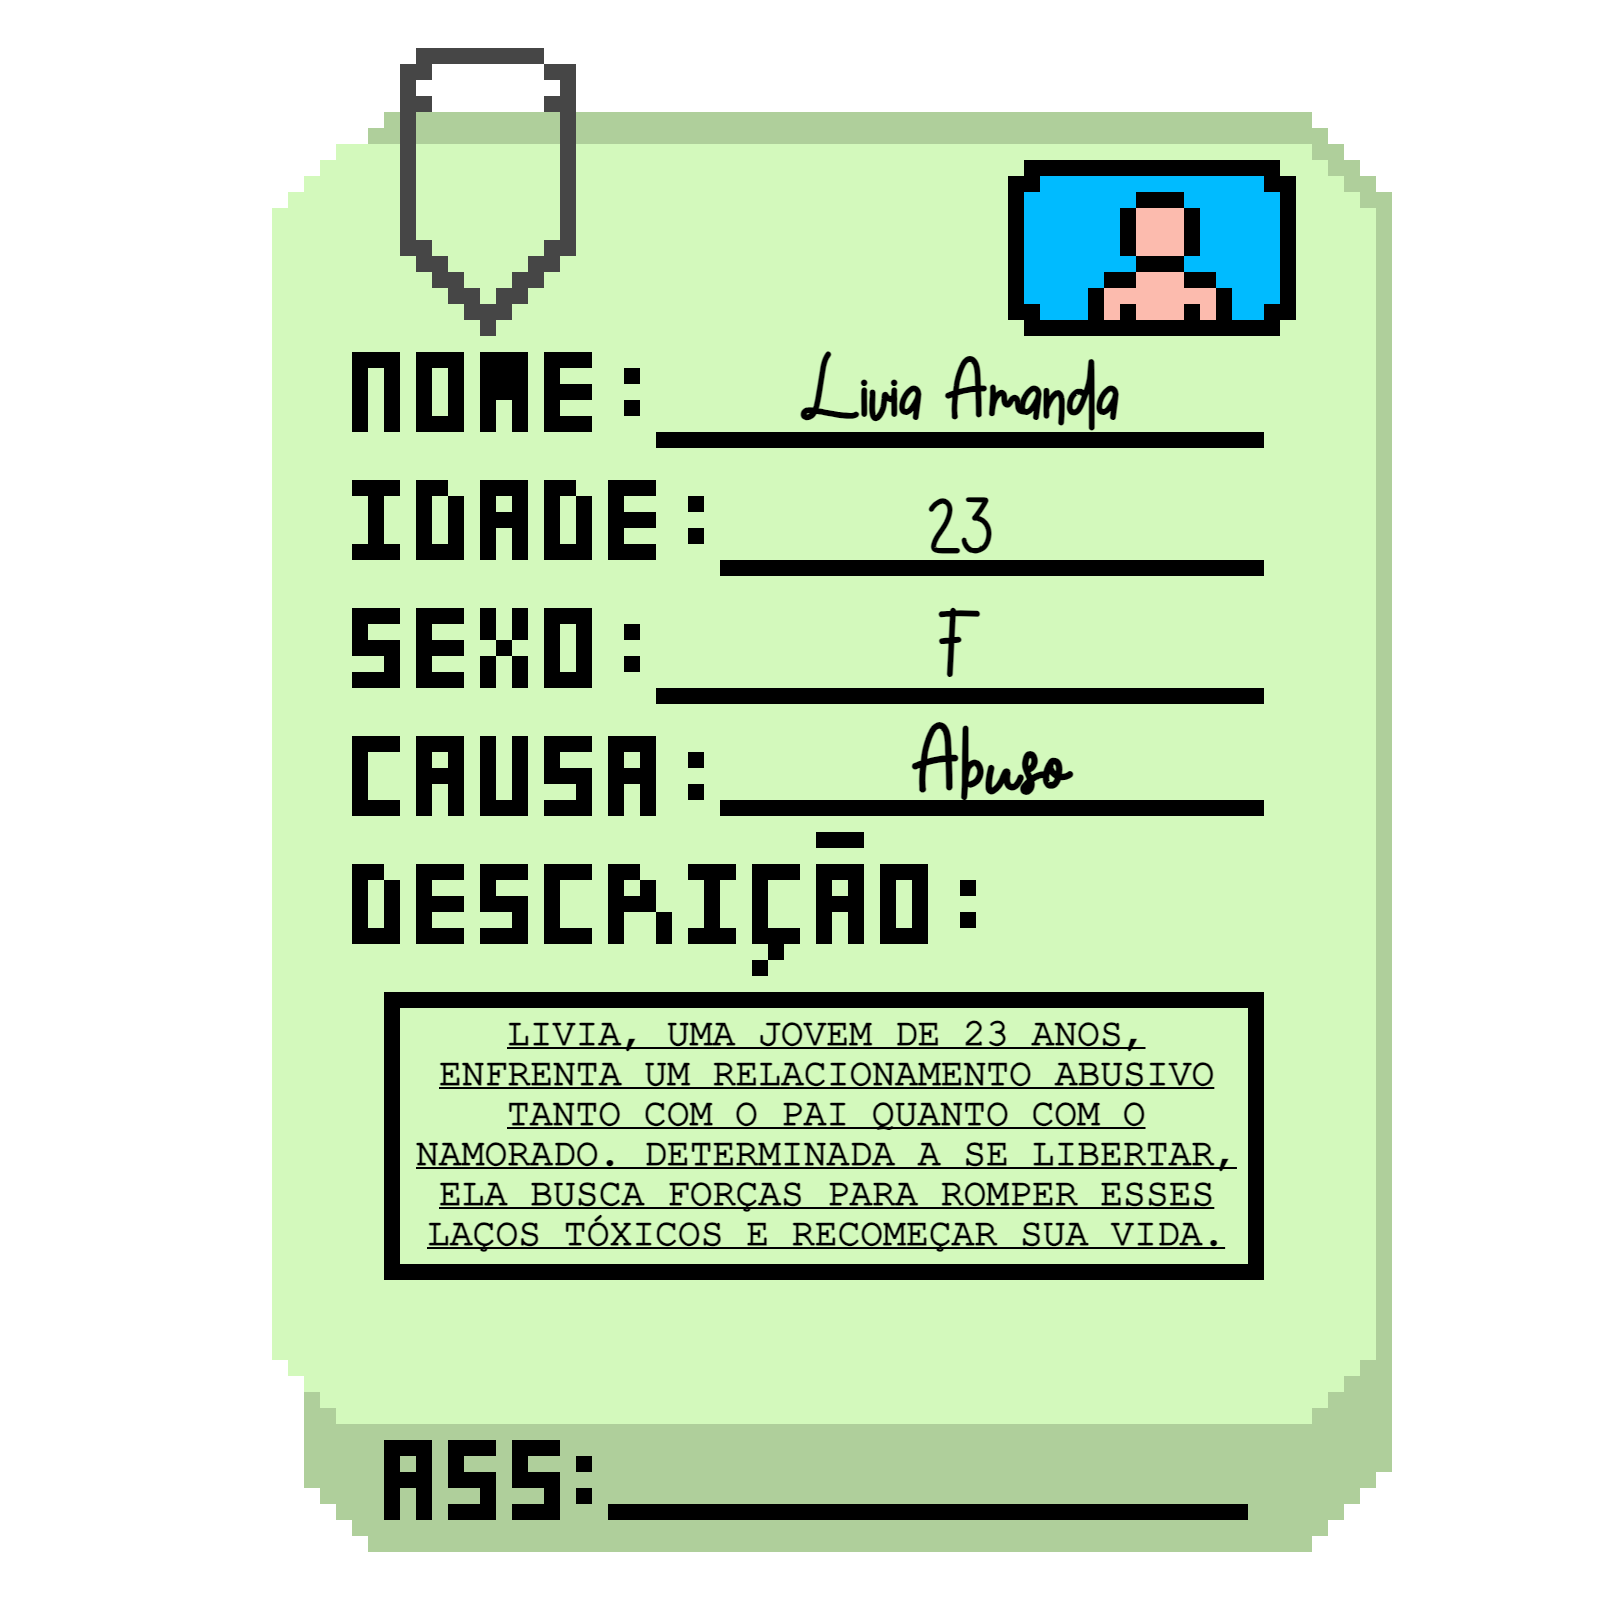 NOME: Livia Amanda
IDADE: 23
SEXO: F
CAUSA: Abuso
DESCRIÇÃO:
LIVIA, UMA JOVEM DE 23 ANOS,
ENFRENTA UM RELACIONAMENTO ABUSIVO
TANTO COM O PAI QUANTO COM O
NAMORADO. DETERMINADA A SE LIBERTAR,
ELA BUSCA FORÇAS PARA ROMPER ESSES
LAÇOS TÓXICOS E RECOMEÇAR SUA VIDA.
ASS: